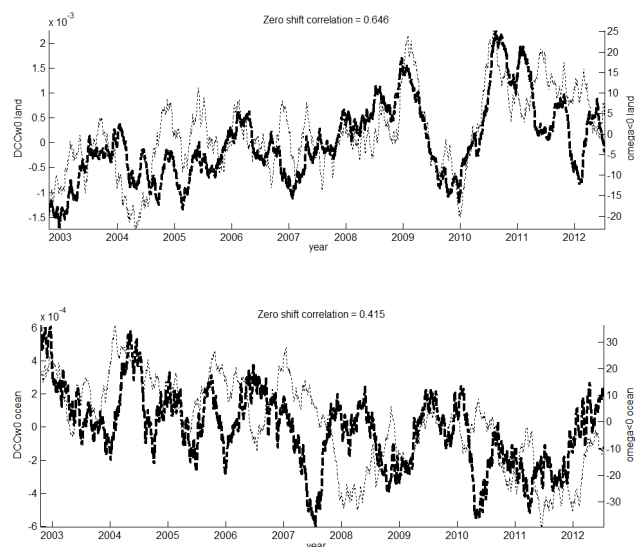 Zero shift correlation = 0.646
x 10^-3
DCCw0 land
2
1.5
1
0.5
0
-0.5
-1
-1.5
25
20
15
10
5
0
-5
-10
-15
-20
omega<0 land
2003 2004 2005 2006 2007 2008 2009 2010 2011 2012
year
Zero shift correlation = 0.415
x 10^-4
DCCw0 ocean
6
4
2
0
-2
-4
-6
30
20
10
0
-10
-20
-30
omega<0 ocean
2003 2004 2005 2006 2007 2008 2009 2010 2011 2012
year